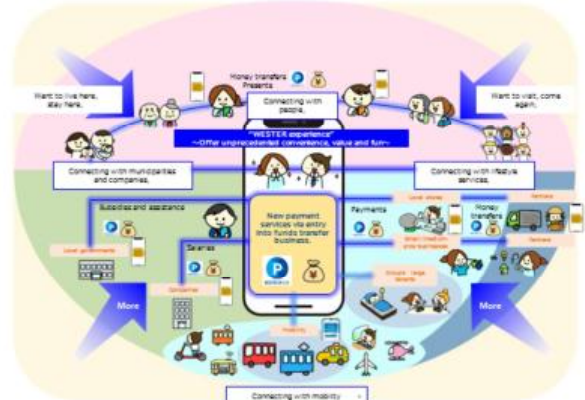 Money transfers
Presents
Want to live here,
stay here.
Want to visit, come
again.
Connecting with
people,
"WESTER experience"
~Offer unprecedented convenience, value and fun~
Connecting with municipalities
and companies,
Connecting with lifestyle
services,
Subsidies and assistance
New payment
services via entry
into funds transfer
business.
Payments
Local stores
Money
transfers
Partners
Partners
Local governments
Salaries
Companies
More
More
Mobility
Connecting with mobility